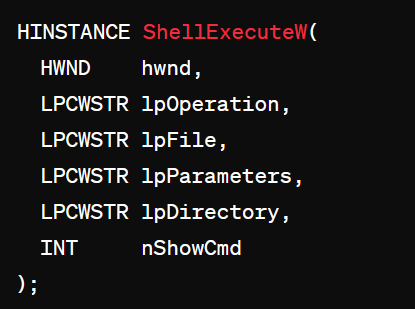 HINSTANCE ShellExecuteW(
  HWND    hwnd,
  LPCWSTR lpOperation,
  LPCWSTR lpFile,
  LPCWSTR lpParameters,
  LPCWSTR lpDirectory,
  INT     nShowCmd
);